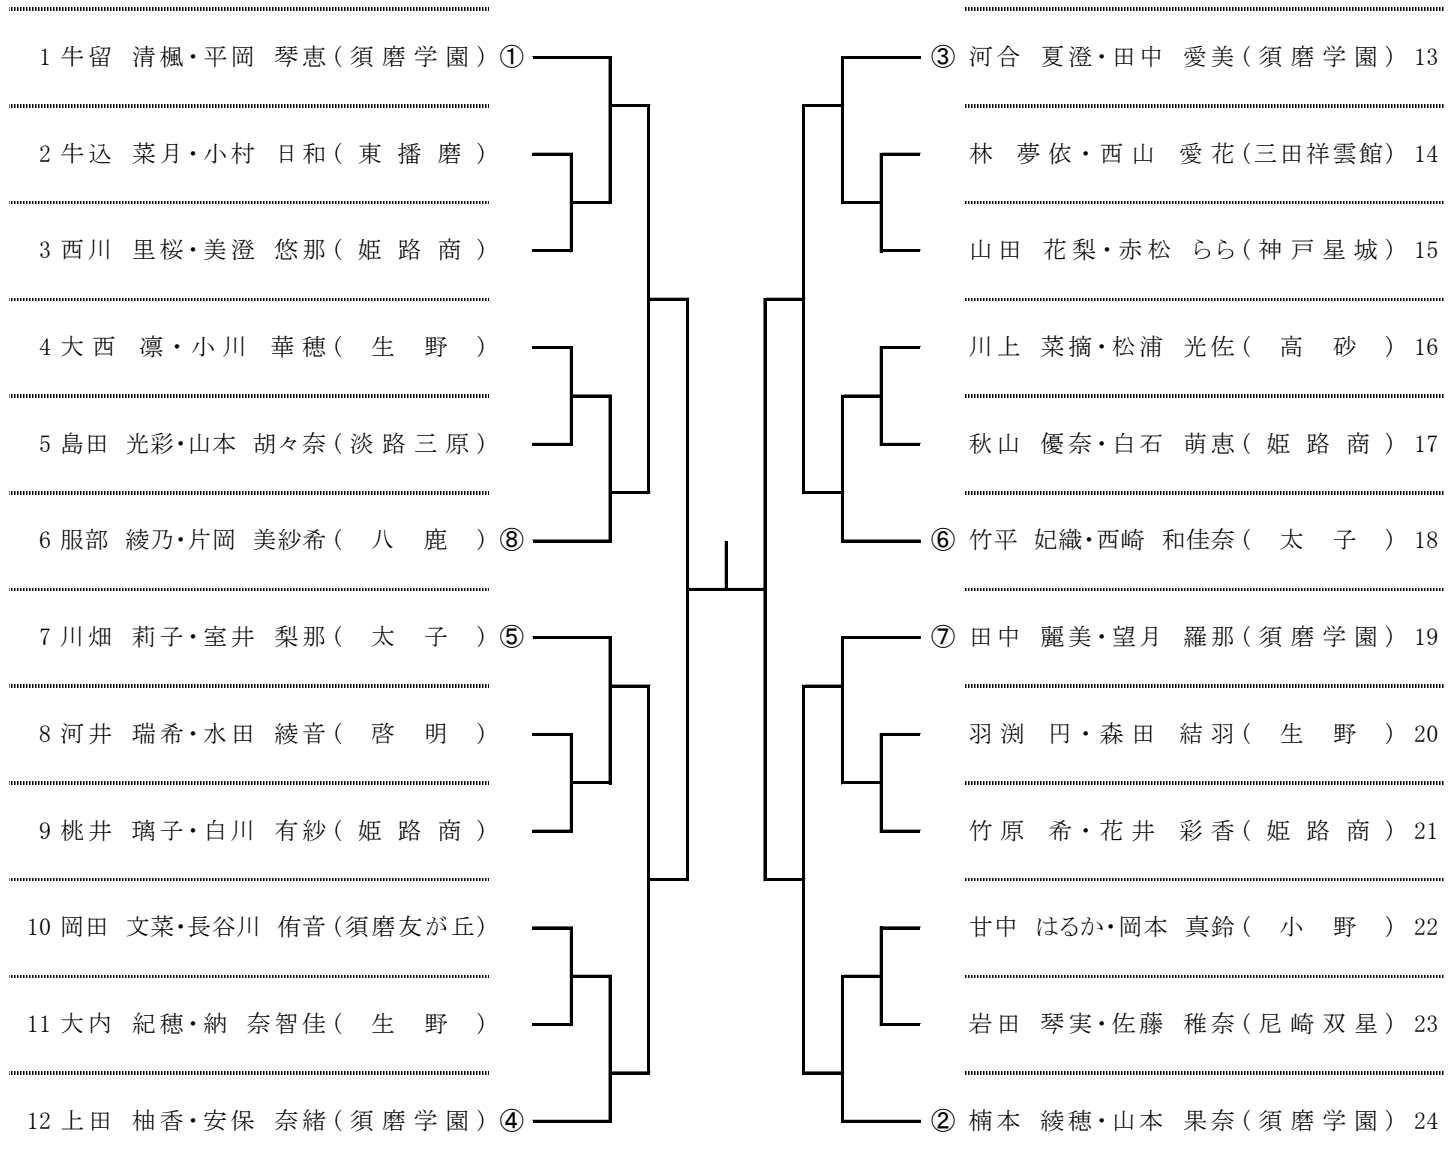 1 牛留 清楓・平岡 琴恵(須磨学園) ①
2 牛込 菜月・小村 日和(東播磨)
3 西川 里桜・美澄 悠那(姫路商)
4 大西 凛・小川 華穂(生野)
5 島田 光彩・山本 胡々奈(淡路三原)
6 服部 綾乃・片岡 美紗希(八鹿) ⑧
7 川畑 莉子・室井 梨那(太子) ⑤
8 河井 瑞希・水田 綾音(啓明)
9 桃井 璃子・白川 有紗(姫路商)
10 岡田 文菜・長谷川 侑音(須磨友が丘)
11 大内 紀穂・納 奈智佳(生野)
12 上田 柚香・安保 奈緒(須磨学園) ④
③ 河合 夏澄・田中 愛美(須磨学園) 13
林 夢依・西山 愛花(三田祥雲館) 14
山田 花梨・赤松 らら(神戸星城) 15
川上 菜摘・松浦 光佐(高砂) 16
秋山 優奈・白石 萌恵(姫路商) 17
⑥ 竹平 妃織・西崎 和佳奈(太子) 18
⑦ 田中 麗美・望月 羅那(須磨学園) 19
羽渕 円・森田 結羽(生野) 20
竹原 希・花井 彩香(姫路商) 21
甘中 はるか・岡本 真鈴(小野) 22
岩田 琴実・佐藤 稚奈(尼崎双星) 23
② 楠本 綾穂・山本 果奈(須磨学園) 24